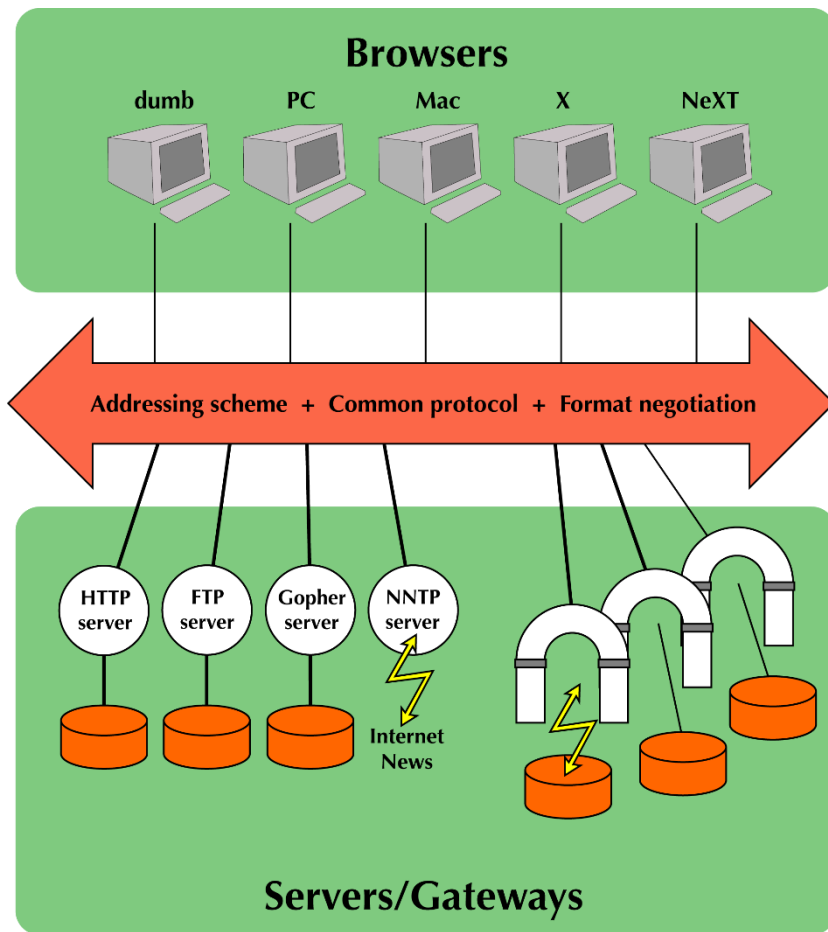 Browsers
dumb PC Mac X NeXT
Addressing scheme + Common protocol + Format negotiation
HTTP server
FTP server
Gopher server
NNTP server
Internet
News
Servers/Gateways